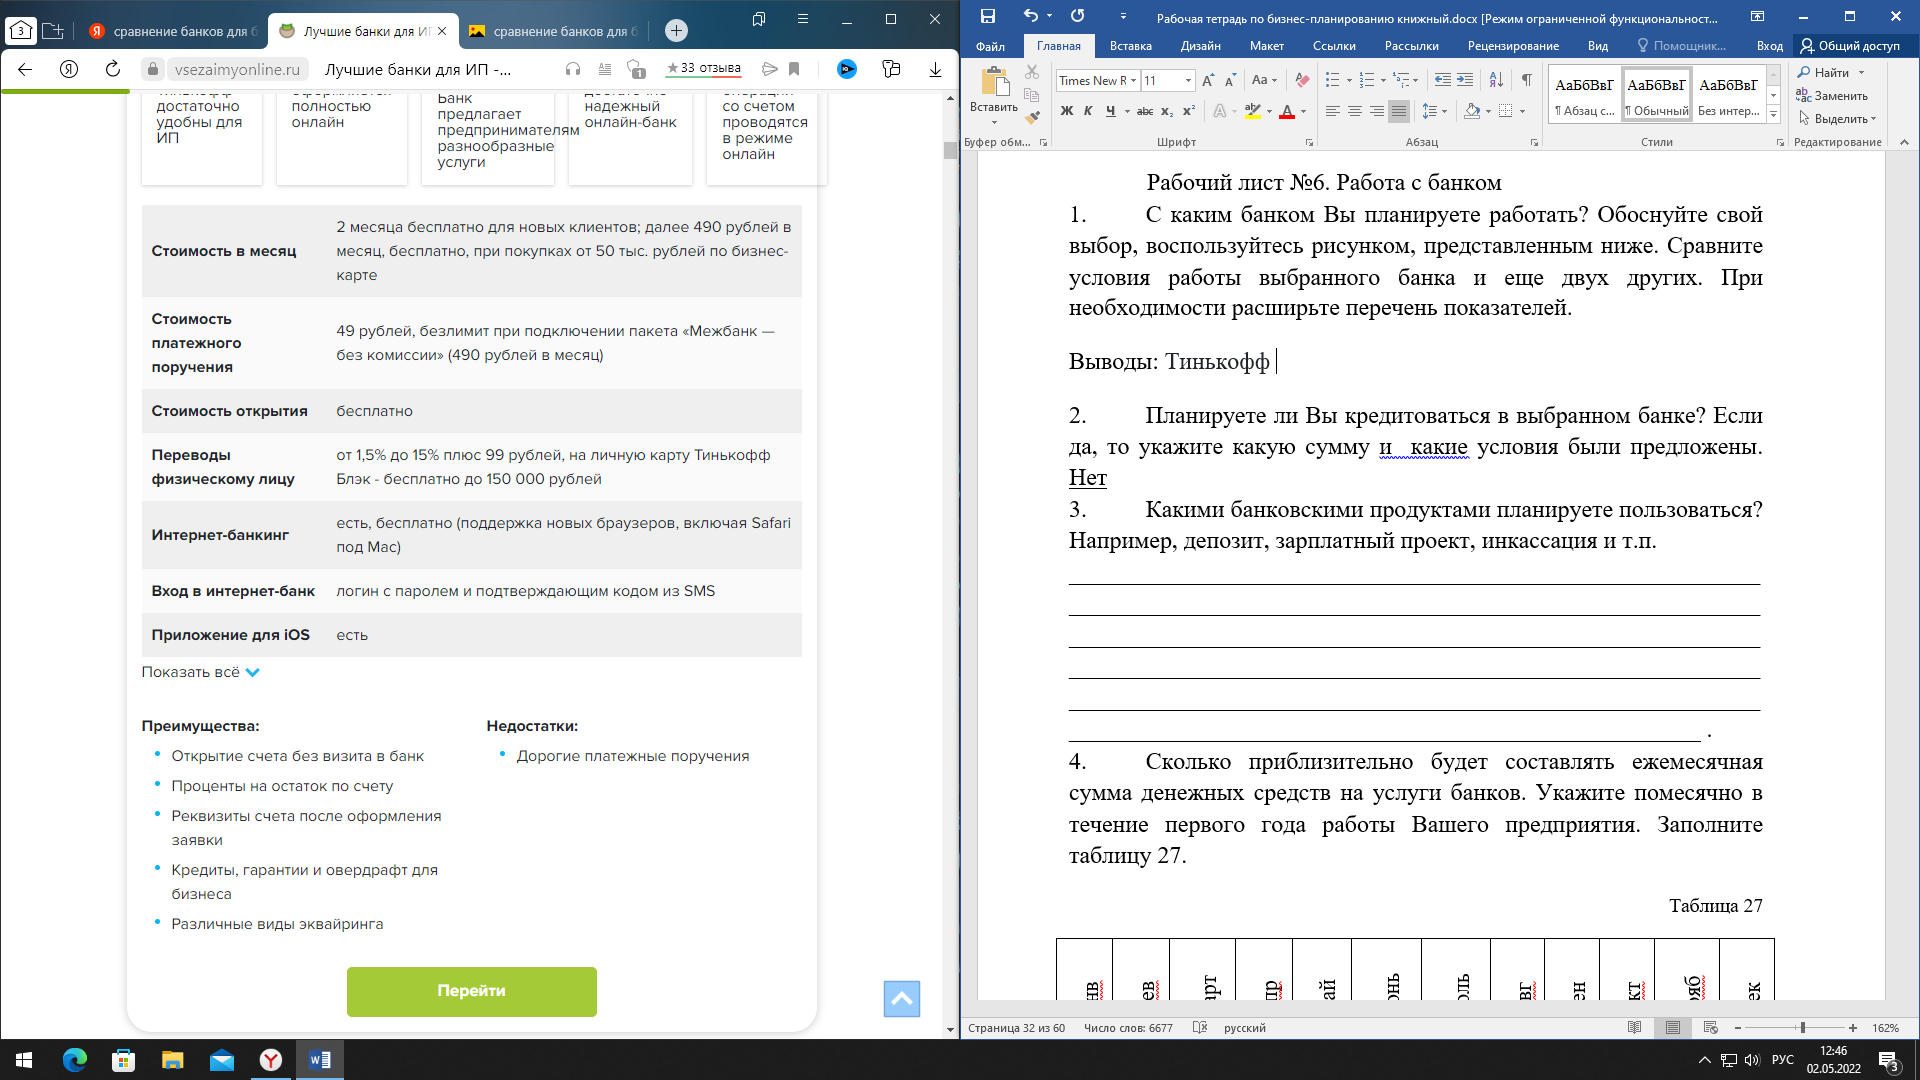 3
сравнение банков для б
Лучшие банки для ИП
сравнение банков для б
vsezaimyonline.ru
Лучшие банки для ИП -...
1
33 отзыва
достаточно
удобны для
ИП
полностью
онлайн
Банк
предлагает
предпринимателям
разнообразные
услуги
надежный
онлайн-банк
со счетом
проводятся
в режиме
онлайн
Стоимость в месяц
2 месяца бесплатно для новых клиентов; далее 490 рублей в
месяц, бесплатно, при покупках от 50 тыс. рублей по бизнес-
карте
Стоимость
платежного
поручения
49 рублей, безлимит при подключении пакета «Межбанк —
без комиссии» (490 рублей в месяц)
Стоимость открытия
бесплатно
Переводы
физическому лицу
от 1,5% до 15% плюс 99 рублей, на личную карту Тинькофф
Блэк - бесплатно до 150 000 рублей
Интернет-банкинг
есть, бесплатно (поддержка новых браузеров, включая Safari
под Mac)
Вход в интернет-банк
логин с паролем и подтверждающим кодом из SMS
Приложение для iOS
есть
Показать всё
Преимущества:
Открытие счета без визита в банк
Проценты на остаток по счету
Реквизиты счета после оформления
заявки
Кредиты, гарантии и овердрафт для
бизнеса
Различные виды эквайринга
Недостатки:
Дорогие платежные поручения
Перейти
Рабочая тетрадь по бизнес-планированию книжный.docx [Режим ограниченной функциональност...
Файл
Главная
Вставка
Дизайн
Макет
Ссылки
Рассылки
Рецензирование
Вид
Помощник...
Вход
Общий доступ
Вставить
Times New R
11
Aa
Ж К Ч abc x₂ x²
АаБбВвГ
¶ Абзац с...
АаБбВвГ
¶ Обычный
АаБбВвГ
Без интер...
Найти
Заменить
Выделить
Буфер обм...
Шрифт
Абзац
Стили
Редактирование
Рабочий лист №6. Работа с банком
1. С каким банком Вы планируете работать? Обоснуйте свой
выбор, воспользуйтесь рисунком, представленным ниже. Сравните
условия работы выбранного банка и еще двух других. При
необходимости расширьте перечень показателей.
Выводы: Тинькофф
2. Планируете ли Вы кредитоваться в выбранном банке? Если
да, то укажите какую сумму и какие условия были предложены.
Нет
3. Какими банковскими продуктами планируете пользоваться?
Например, депозит, зарплатный проект, инкассация и т.п.
.
4. Сколько приблизительно будет составлять ежемесячная
сумма денежных средств на услуги банков. Укажите помесячно в
течение первого года работы Вашего предприятия. Заполните
таблицу 27.
Таблица 27
Страница 32 из 60
Число слов: 6677
русский
162%
РУС
12:46
02.05.2022
3